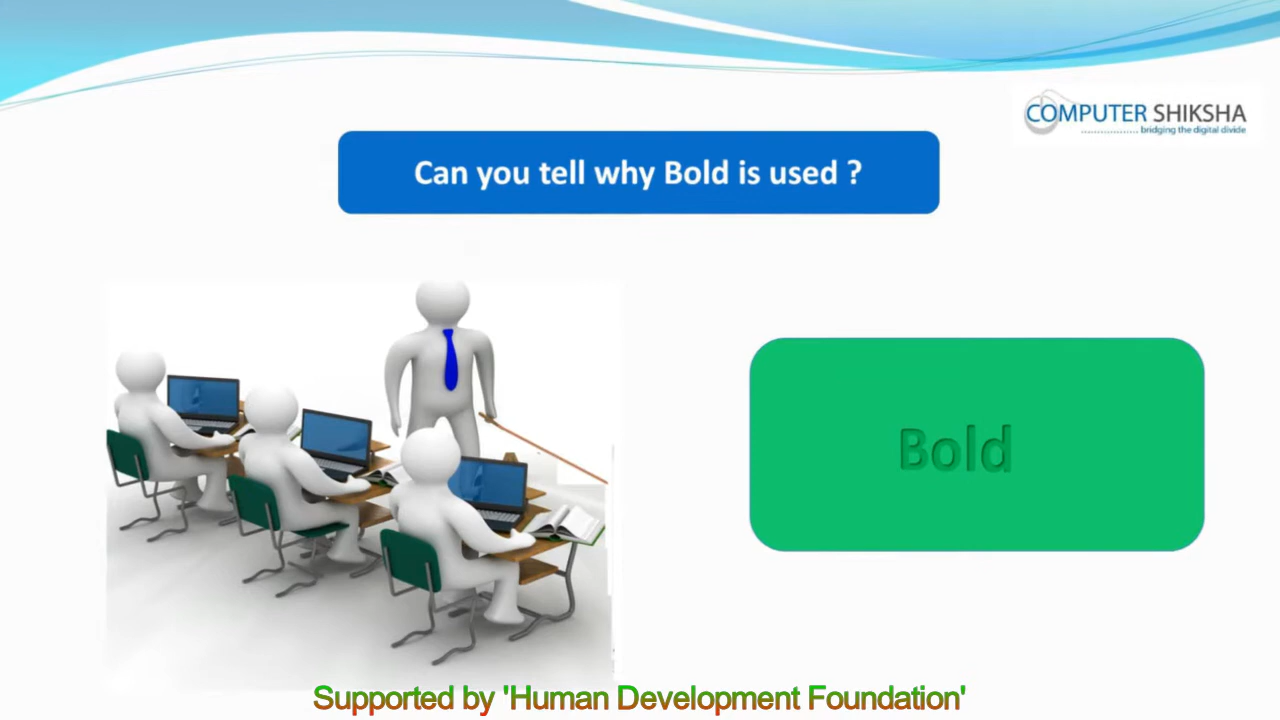 COMPUTER SHIKSHA
bridging the digital divide
Can you tell why Bold is used ?
Bold
Supported by 'Human Development Foundation'